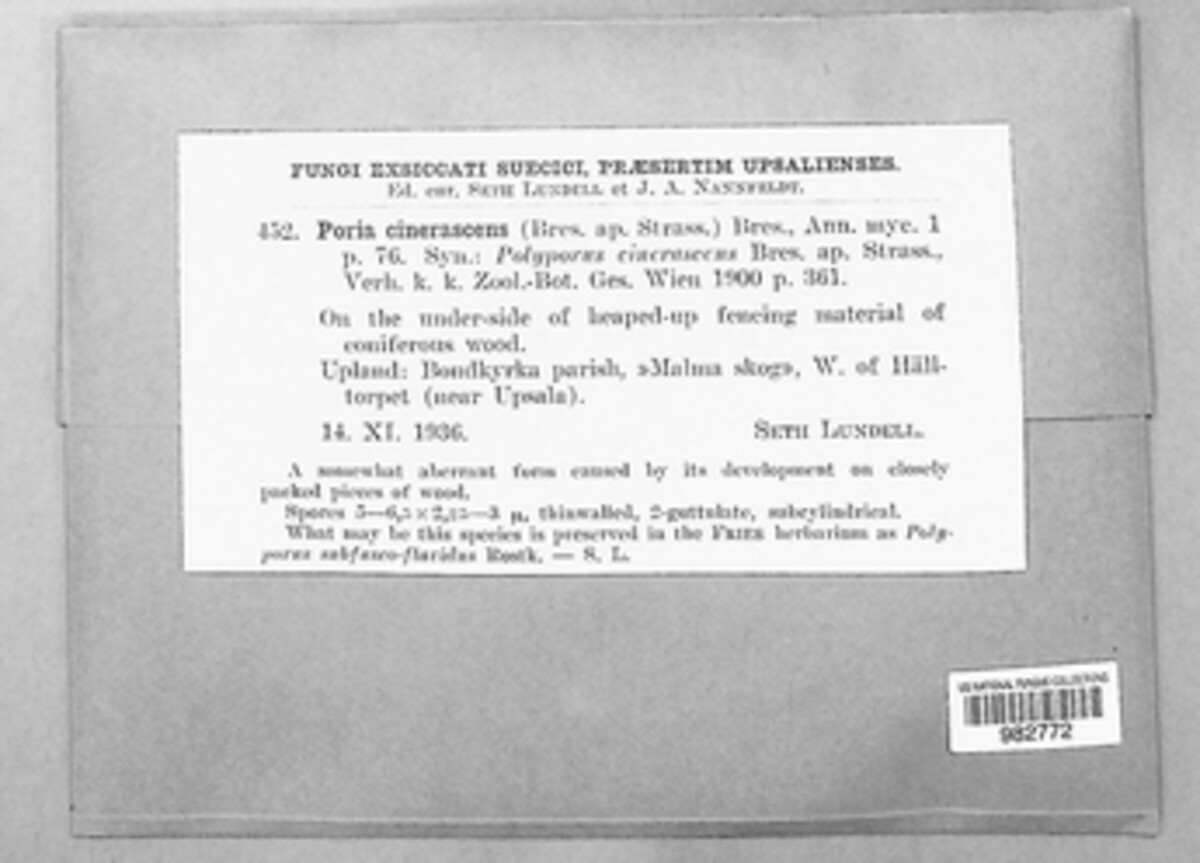 FUNGI EXSICCATI SUECICI, PRÆSERTIM UPSALIENSES.
Ed. cur. SETH LUNDELL et J. A. NANNFELDT.
452. Poria cinerascens (Bres. ap. Strass.) Bres., Ann. myc. 1
p. 76. Syn.: Polyporus cinerascens Bres. ap. Strass.,
Verh. k. k. Zool.-Bot. Ges. Wien 1900 p. 361.
On the under-side of heaped-up fencing material of
coniferous wood.
Upland: Bondkyrka parish, »Malma skog», W. of Häll-
torpet (near Upsala).
14. XI. 1936. SETH LUNDELL.
A somewhat aberrant form caused by its development on closely
packed pieces of wood.
Spores 5—6,5 × 2,75—3 µ, thinwalled, 2-guttulate, subcylindrical.
What may be this species is preserved in the FRIES herbarium as Poly-
porus subfusco-flavidus Rostk. — S. L.
US NATIONAL FUNGUS COLLECTIONS
982772